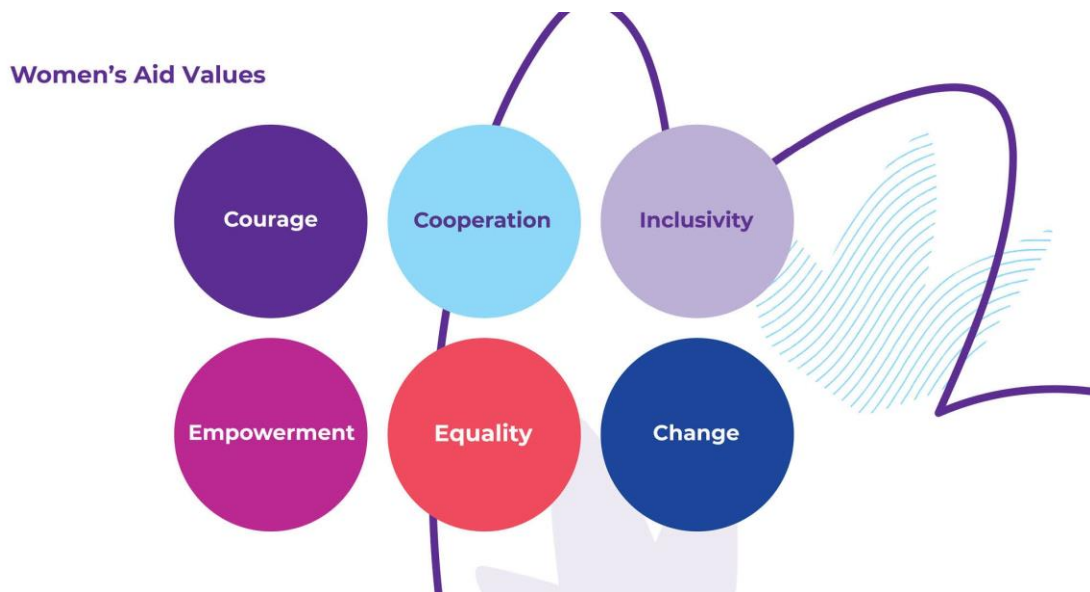 Women’s Aid Values
Courage
Cooperation
Inclusivity
Empowerment
Equality
Change